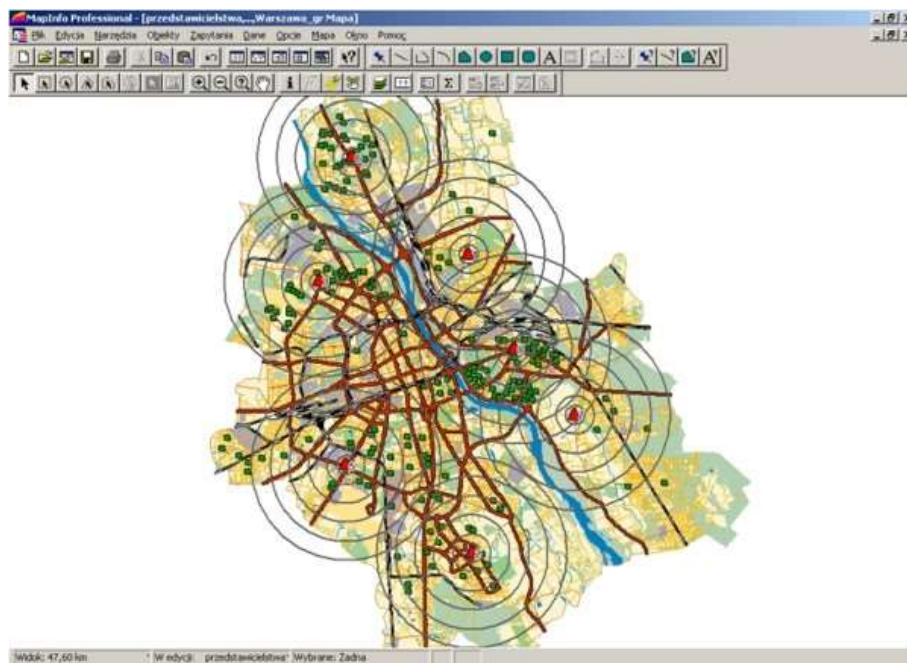 MapInfo Professional - [przedstawicielstwa,..,Warszawa_gr Mapa]
Plik Edycja Narzędzia Obiekty Zapytania Dane Opcje Mapa Okno Pomoc
Widok: 47,60 km W edycji: przedstawicielstwa Wybrane: Żadna